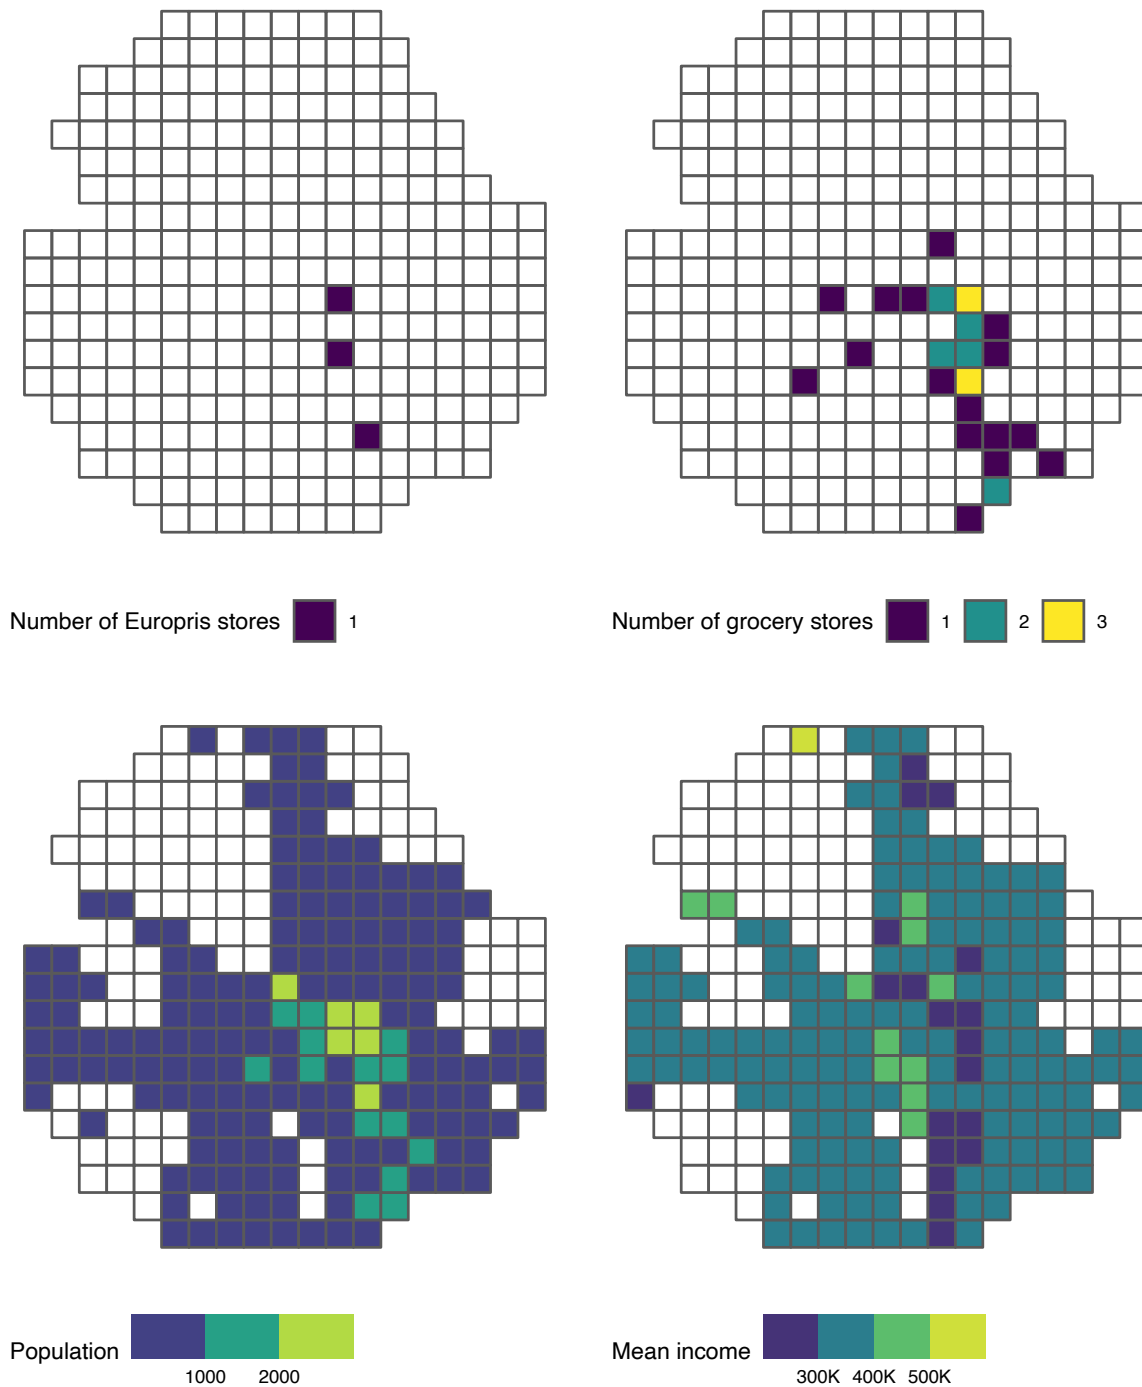 Number of Europris stores 1
Number of grocery stores 1 2 3
Population
1000 2000
Mean income
300K 400K 500K